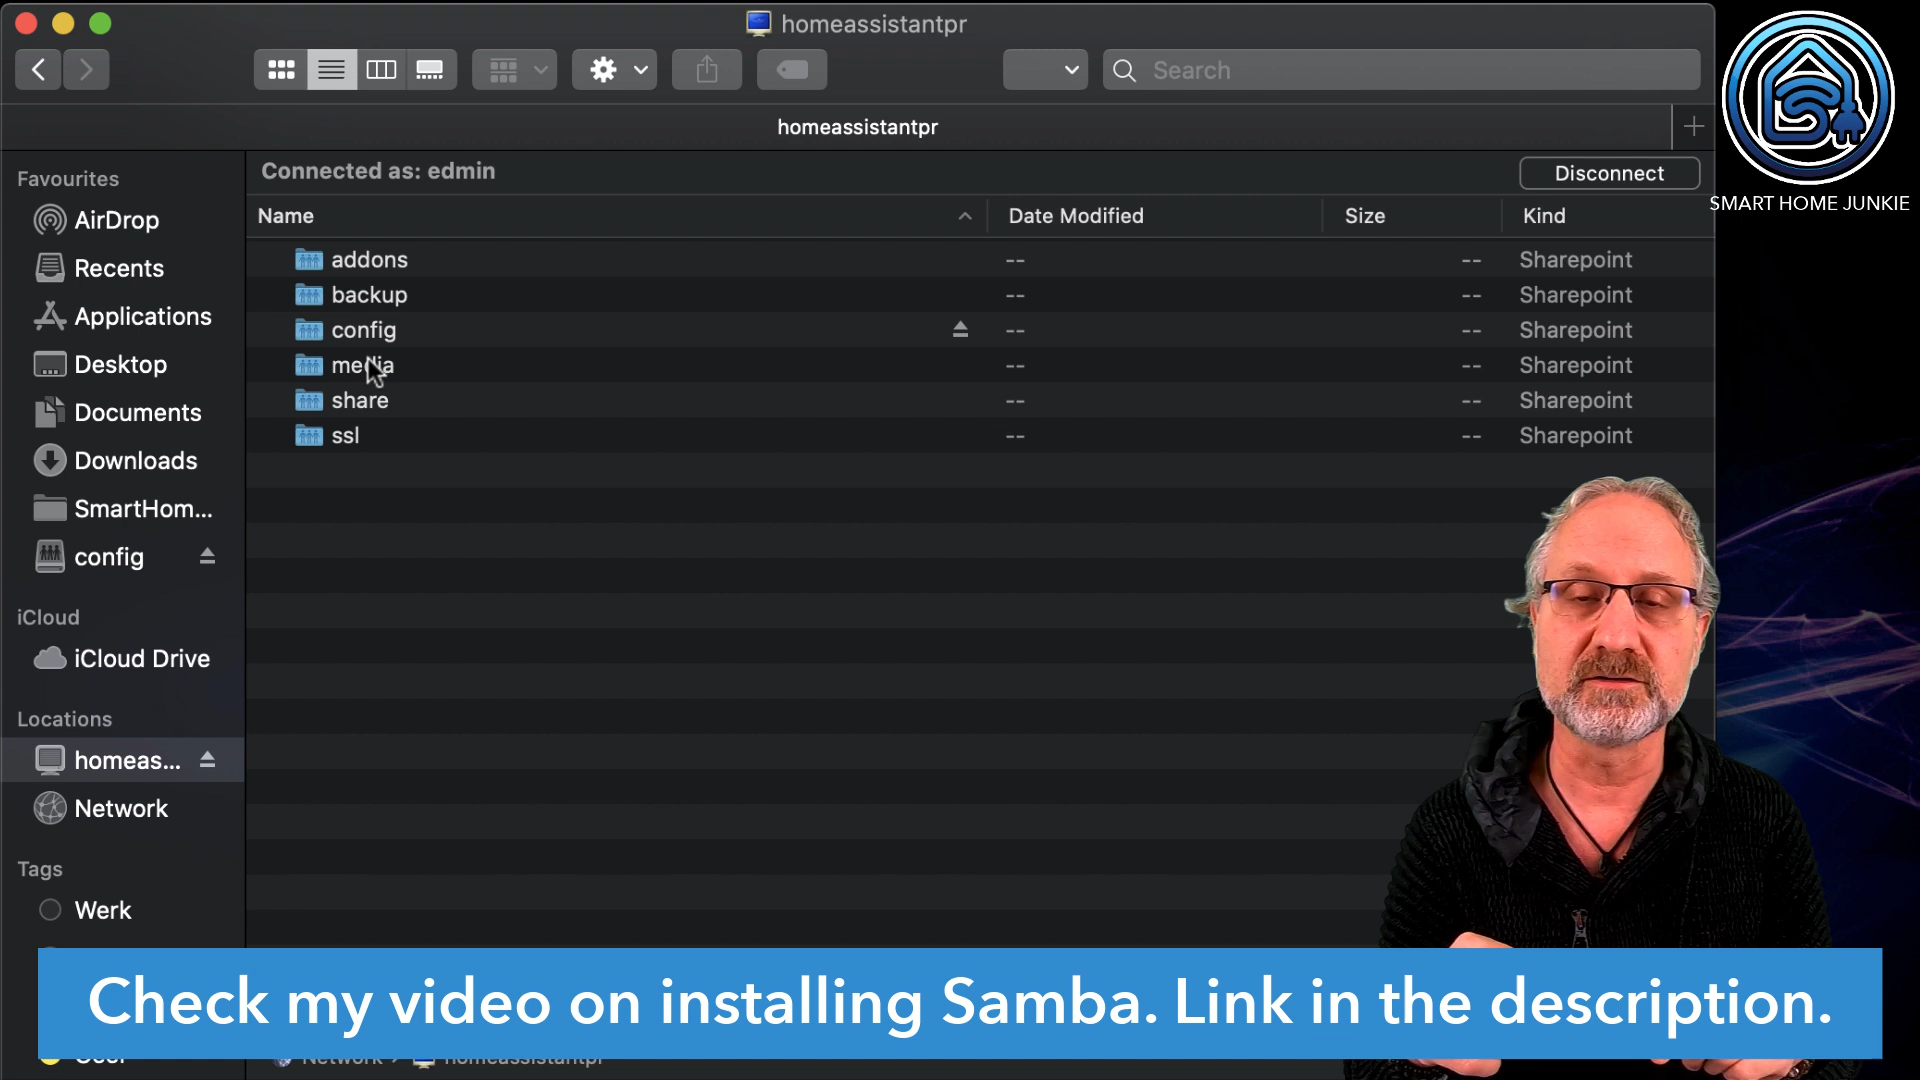 homeassistantpr
Search
homeassistantpr
SMART HOME JUNKIE
Favourites
AirDrop
Recents
Applications
Desktop
Documents
Downloads
SmartHom...
config
iCloud
iCloud Drive
Locations
homeas...
Network
Tags
Werk
Connected as: edmin
Disconnect
Name Date Modified Size Kind
addons -- -- Sharepoint
backup -- -- Sharepoint
config -- -- Sharepoint
media -- -- Sharepoint
share -- -- Sharepoint
ssl -- -- Sharepoint
Check my video on installing Samba. Link in the description.
Network > homeassistantpr